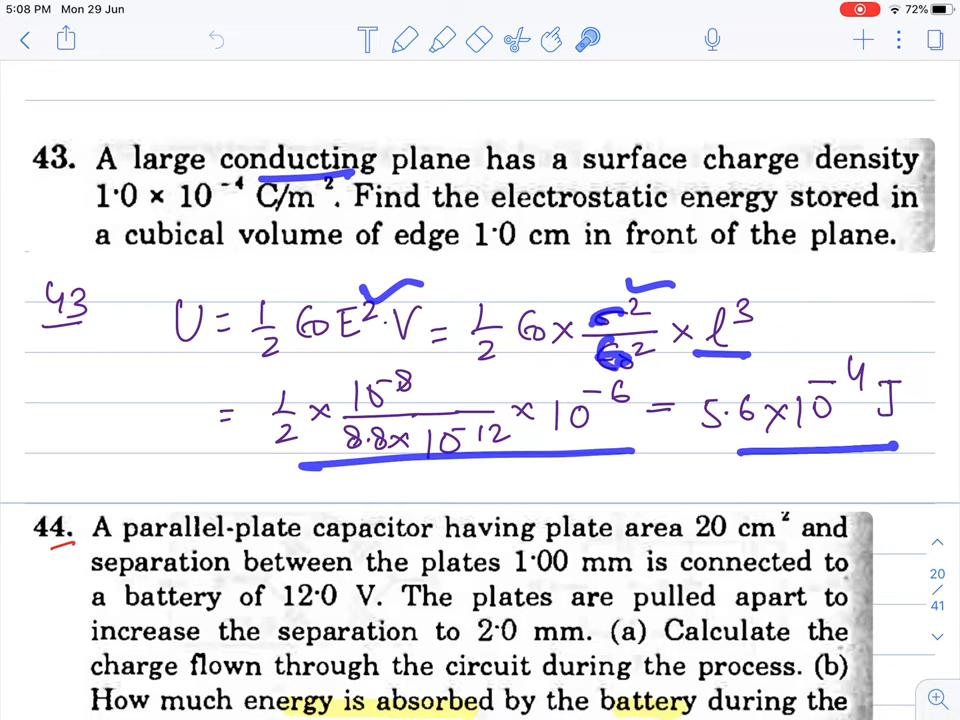 5:08 PM Mon 29 Jun 72%
43. A large conducting plane has a surface charge density
1·0 × 10⁻⁴ C/m². Find the electrostatic energy stored in
a cubical volume of edge 1·0 cm in front of the plane.
43 U = 1/2 ε₀E²·V = 1/2 ε₀ × σ²/ε₀² × l³
= 1/2 × 10⁻⁸/8.8×10⁻¹² × 10⁻⁶ = 5.6×10⁻⁴ J
44. A parallel-plate capacitor having plate area 20 cm² and
separation between the plates 1·00 mm is connected to
a battery of 12·0 V. The plates are pulled apart to
increase the separation to 2·0 mm. (a) Calculate the
charge flown through the circuit during the process. (b)
How much energy is absorbed by the battery during the
20
/
41